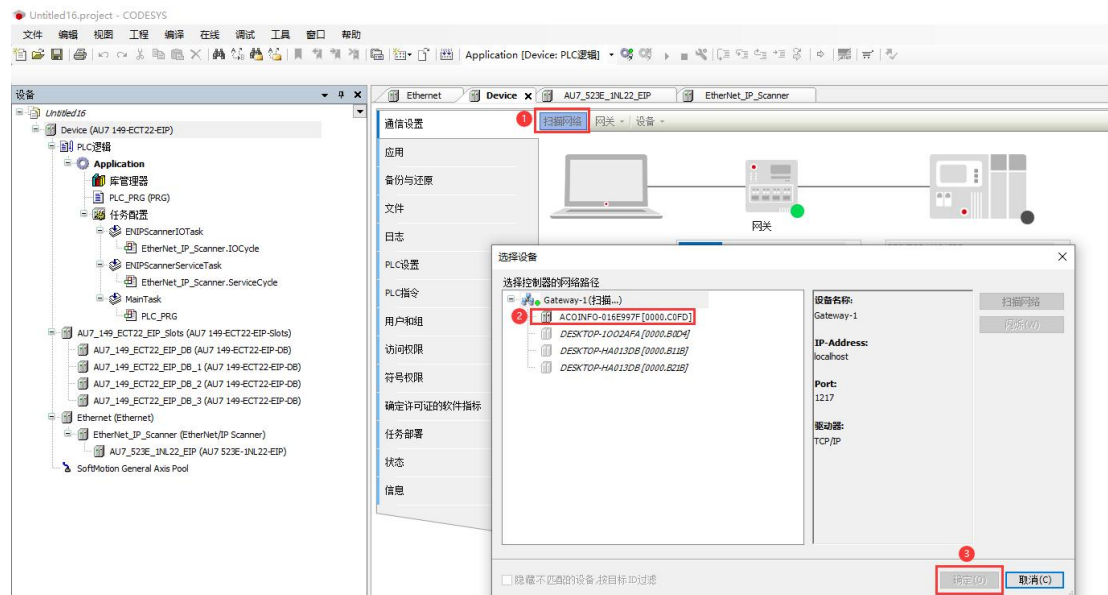 Untitled16.project - CODESYS
文件 编辑 视图 工程 编译 在线 调试 工具 窗口 帮助
Application [Device: PLC逻辑]
设备
Untitled16
Device (AU7 149-ECT22-EIP)
PLC逻辑
Application
库管理器
PLC_PRG (PRG)
任务配置
ENIPScannerIOTask
EtherNet_IP_Scanner.IOCycle
ENIPScannerServiceTask
EtherNet_IP_Scanner.ServiceCycle
MainTask
PLC_PRG
AU7_149_ECT22_EIP_Slots (AU7 149-ECT22-EIP-Slots)
AU7_149_ECT22_EIP_DB (AU7 149-ECT22-EIP-DB)
AU7_149_ECT22_EIP_DB_1 (AU7 149-ECT22-EIP-DB)
AU7_149_ECT22_EIP_DB_2 (AU7 149-ECT22-EIP-DB)
AU7_149_ECT22_EIP_DB_3 (AU7 149-ECT22-EIP-DB)
Ethernet (Ethernet)
EtherNet_IP_Scanner (EtherNet/IP Scanner)
AU7_523E_1NL22_EIP (AU7 523E-1NL22-EIP)
SoftMotion General Axis Pool
Ethernet Device AU7_523E_1NL22_EIP EtherNet_IP_Scanner
通信设置
应用
备份与还原
文件
日志
PLC设置
PLC指令
用户和组
访问权限
符号权限
确定许可证的软件指标
任务部署
状态
信息
1 扫描网络 网关 设备
网关
选择设备
选择控制器的网络路径
Gateway-1(扫描...)
2 ACOINFO-016E997F [0000.C0FD]
DESKTOP-1OO2AFA [0000.B0D4]
DESKTOP-HA013DB [0000.B11B]
DESKTOP-HA013DB [0000.B21B]
设备名称:
Gateway-1
IP-Address:
localhost
Port:
1217
驱动器:
TCP/IP
扫描网络
闪烁(W)
隐藏不匹配的设备,按目标ID过滤
3
确定(O) 取消(C)